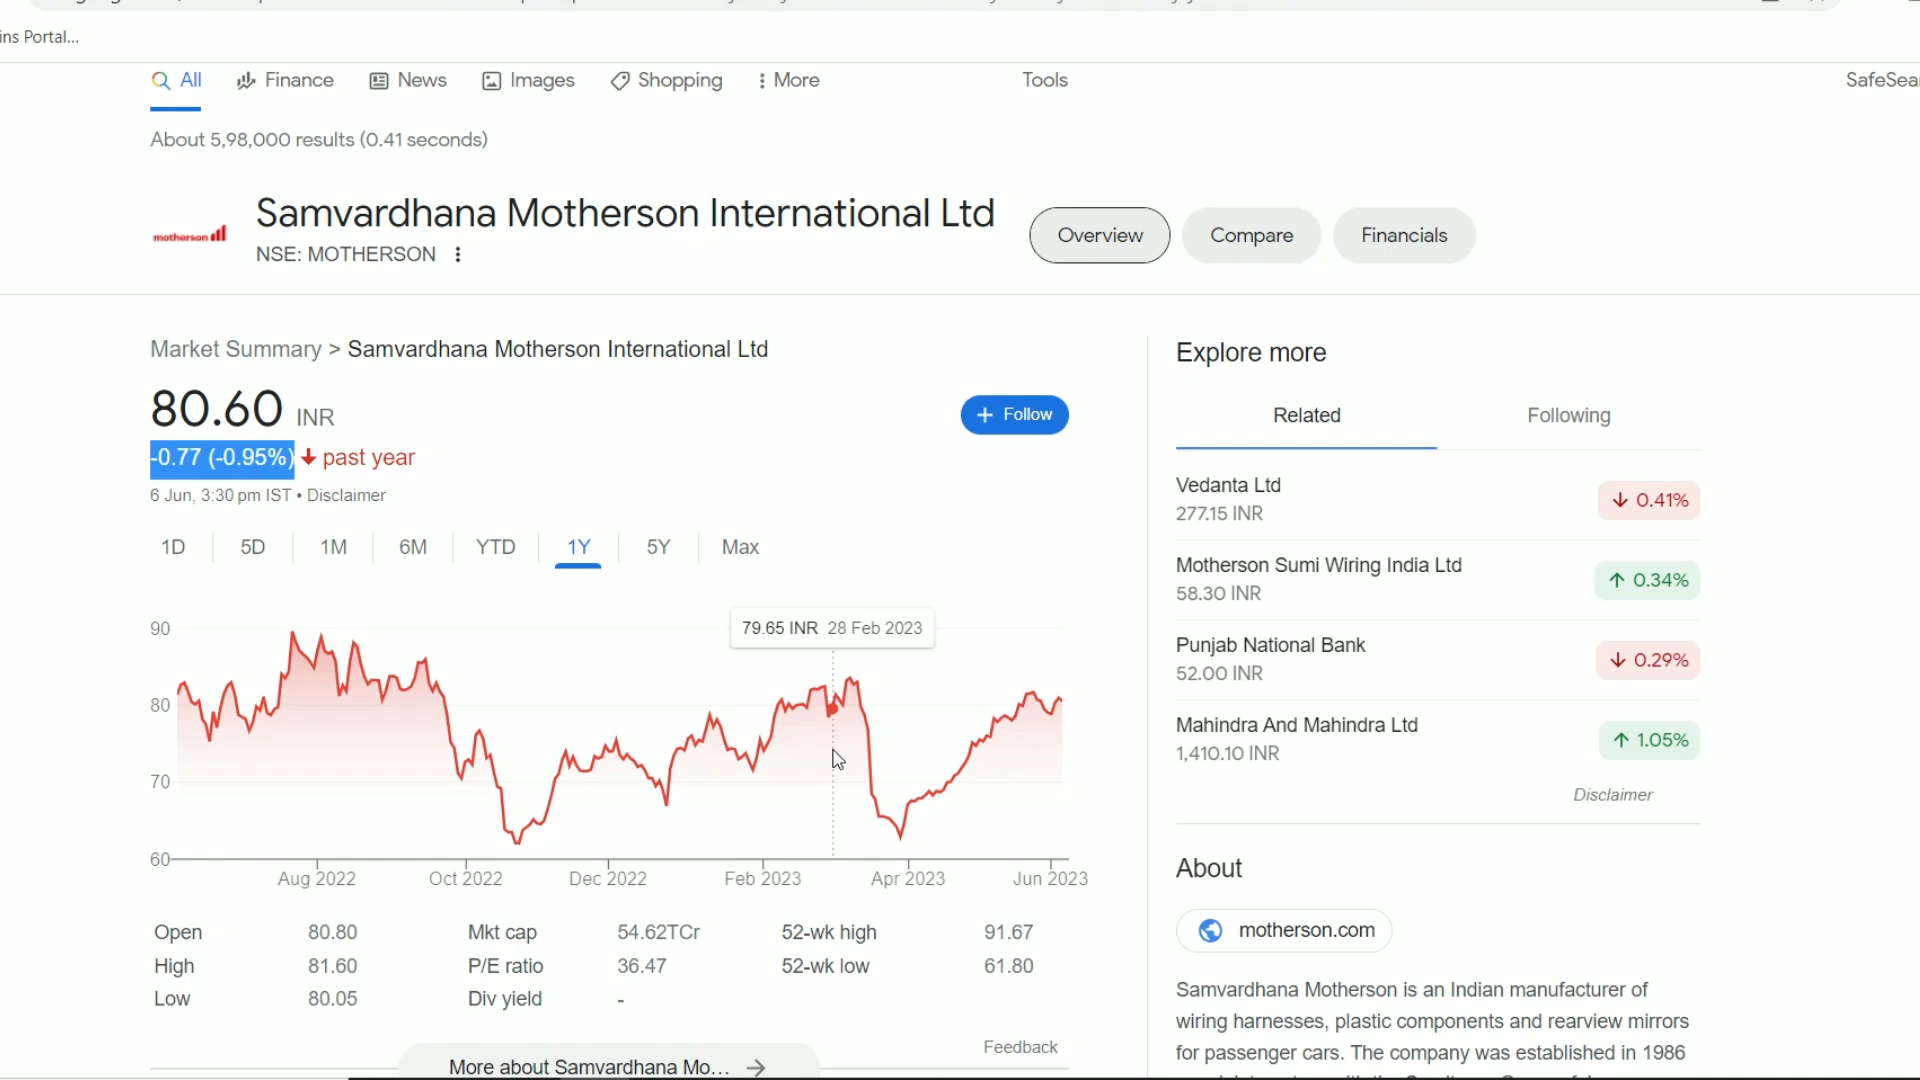 ins Portal...
All Finance News Images Shopping More Tools
About 5,98,000 results (0.41 seconds)
motherson
Samvardhana Motherson International Ltd
NSE: MOTHERSON
Overview Compare Financials
Market Summary > Samvardhana Motherson International Ltd
80.60 INR
Follow
-0.77 (-0.95%) past year
6 Jun, 3:30 pm IST • Disclaimer
1D 5D 1M 6M YTD 1Y 5Y Max
79.65 INR 28 Feb 2023
90
80
70
60
Aug 2022 Oct 2022 Dec 2022 Feb 2023 Apr 2023 Jun 2023
Open 80.80 Mkt cap 54.62TCr 52-wk high 91.67
High 81.60 P/E ratio 36.47 52-wk low 61.80
Low 80.05 Div yield -
Feedback
More about Samvardhana Mo...
Explore more
Related Following
Vedanta Ltd
277.15 INR
0.41%
Motherson Sumi Wiring India Ltd
58.30 INR
0.34%
Punjab National Bank
52.00 INR
0.29%
Mahindra And Mahindra Ltd
1,410.10 INR
1.05%
Disclaimer
About
motherson.com
Samvardhana Motherson is an Indian manufacturer of
wiring harnesses, plastic components and rearview mirrors
for passenger cars. The company was established in 1986
SafeSear